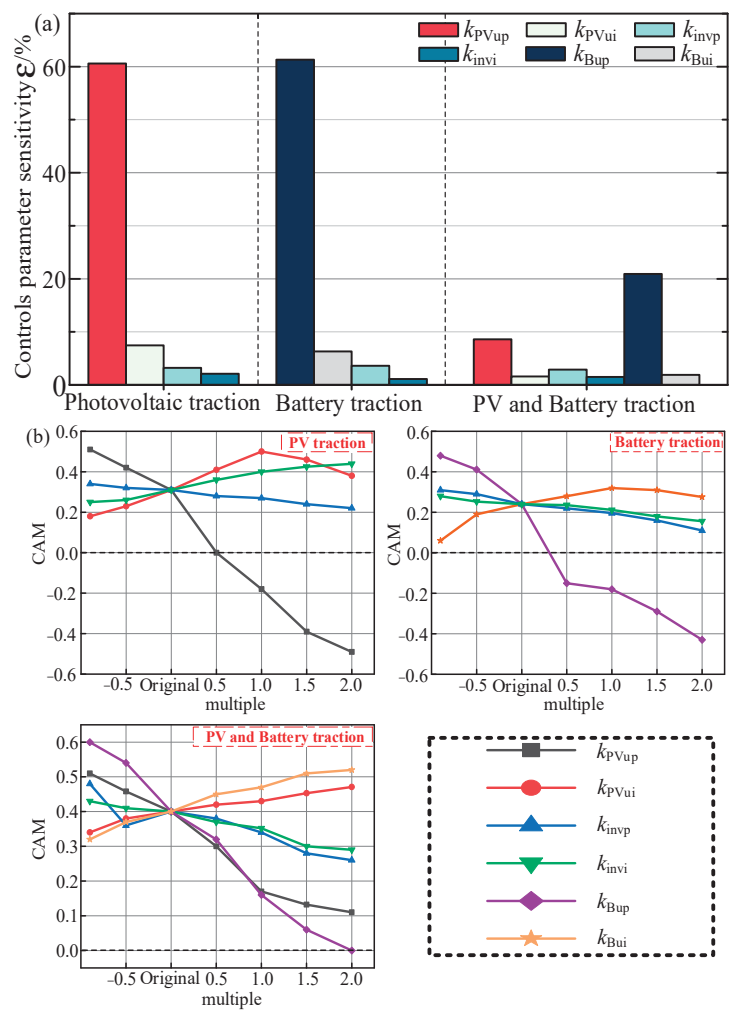 (a)
Controls parameter sensitivity ε/%
60
40
20
0
kPVup kPVui kinvp
kinvi kBup kBui
Photovoltaic traction Battery traction PV and Battery traction
(b)
PV traction
CAM
0.6
0.4
0.2
0.0
−0.2
−0.4
−0.6
−0.5 Original 0.5 1.0 1.5 2.0
multiple
Battery traction
CAM
0.6
0.4
0.2
0.0
−0.2
−0.4
−0.6
−0.5 Original 0.5 1.0 1.5 2.0
multiple
PV and Battery traction
CAM
0.6
0.5
0.4
0.3
0.2
0.1
0.0
−0.5 Original 0.5 1.0 1.5 2.0
multiple
kPVup
kPVui
kinvp
kinvi
kBup
kBui